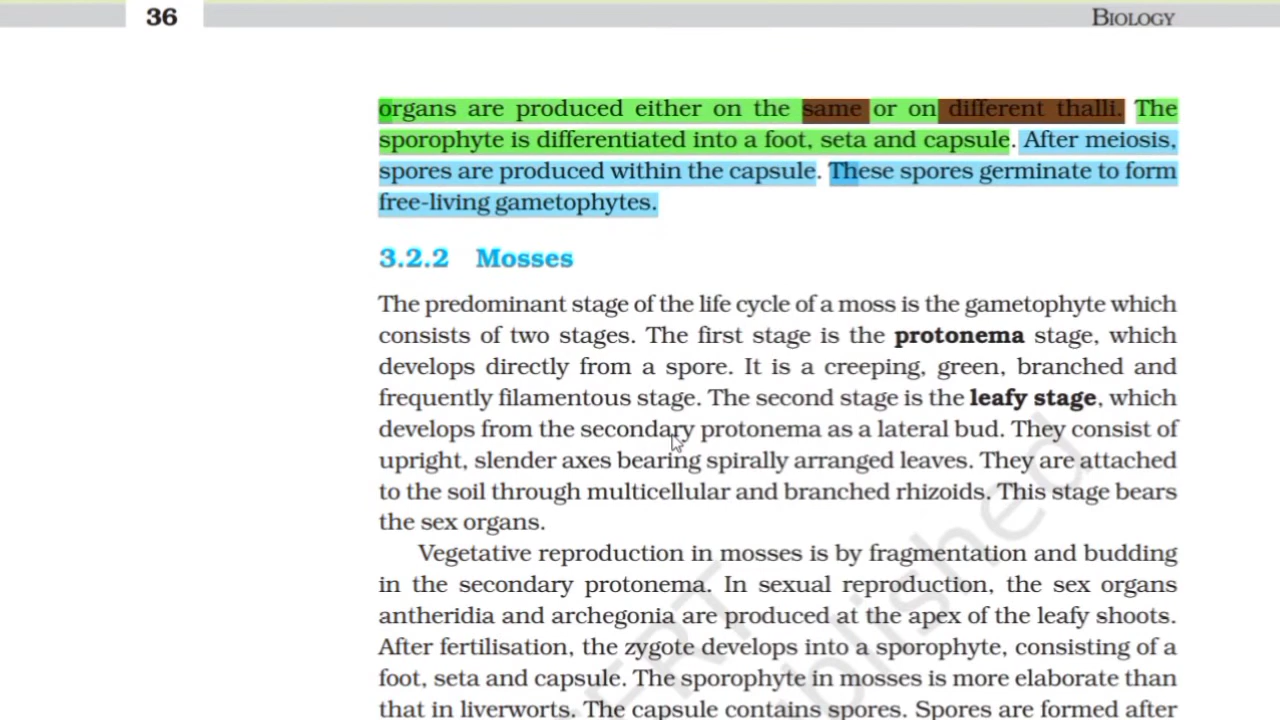 36
BIOLOGY
organs are produced either on the same or on different thalli. The
sporophyte is differentiated into a foot, seta and capsule. After meiosis,
spores are produced within the capsule. These spores germinate to form
free-living gametophytes.
3.2.2 Mosses
The predominant stage of the life cycle of a moss is the gametophyte which
consists of two stages. The first stage is the protonema stage, which
develops directly from a spore. It is a creeping, green, branched and
frequently filamentous stage. The second stage is the leafy stage, which
develops from the secondary protonema as a lateral bud. They consist of
upright, slender axes bearing spirally arranged leaves. They are attached
to the soil through multicellular and branched rhizoids. This stage bears
the sex organs.
Vegetative reproduction in mosses is by fragmentation and budding
in the secondary protonema. In sexual reproduction, the sex organs
antheridia and archegonia are produced at the apex of the leafy shoots.
After fertilisation, the zygote develops into a sporophyte, consisting of a
foot, seta and capsule. The sporophyte in mosses is more elaborate than
that in liverworts. The capsule contains spores. Spores are formed after